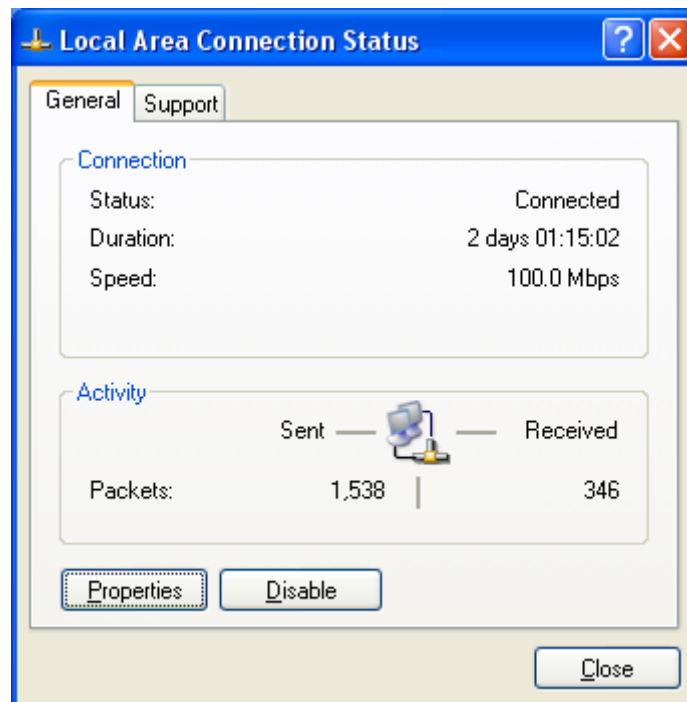 Local Area Connection Status
General Support
Connection
Status: Connected
Duration: 2 days 01:15:02
Speed: 100.0 Mbps
Activity
Sent Received
Packets: 1,538 346
Properties Disable
Close